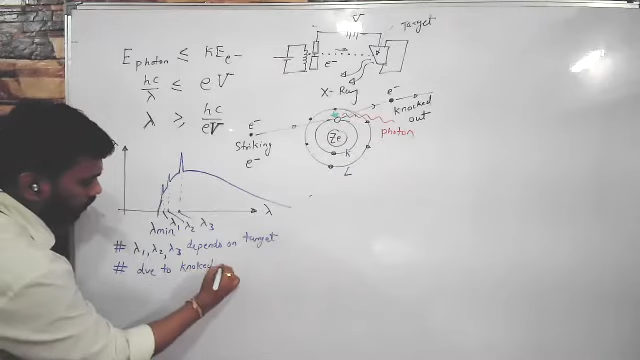 E photon ≤ KE e-
hc/λ ≤ eV
λ ≥ hc/eV
V
Target
e-
X-Ray
e-
Striking
e-
Ze
K
L
e-
knocked
out
photon
λ
λmin λ1 λ2 λ3
# λ1, λ2, λ3 depends on target
# due to knoked